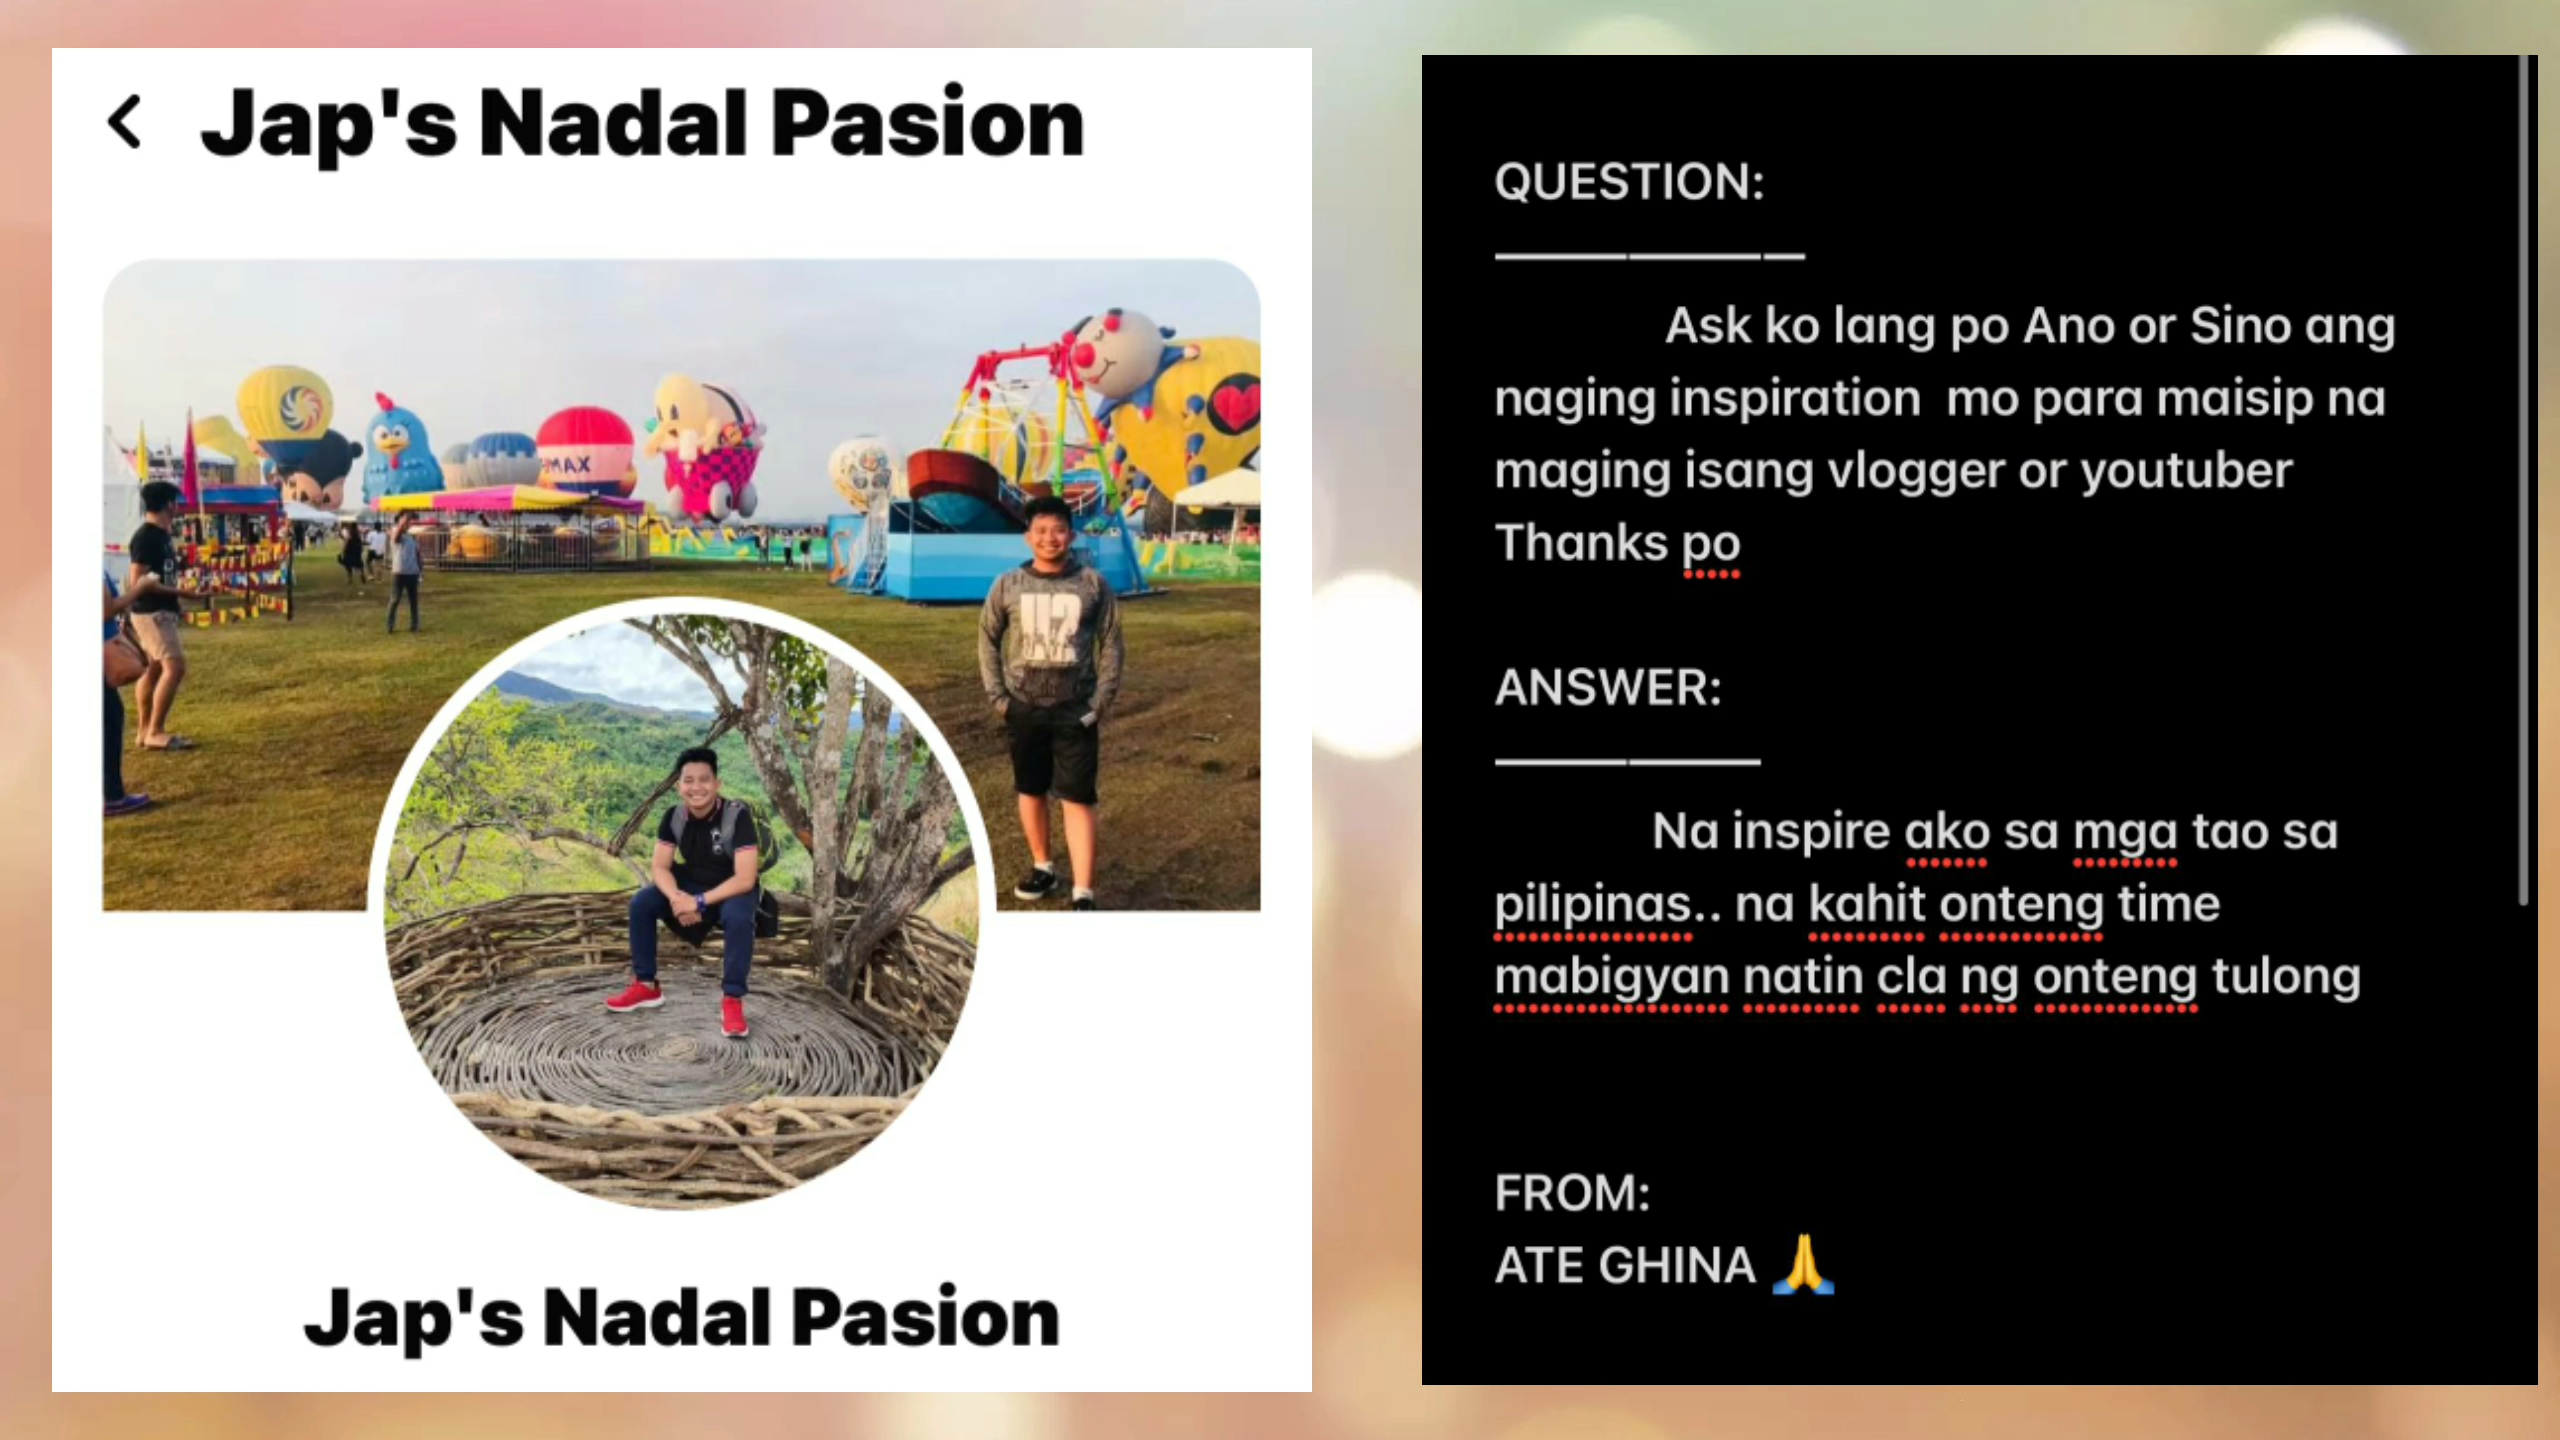 Jap's Nadal Pasion
MAX
Jap's Nadal Pasion
QUESTION:
Ask ko lang po Ano or Sino ang
naging inspiration mo para maisip na
maging isang vlogger or youtuber
Thanks po
ANSWER:
Na inspire ako sa mga tao sa
pilipinas.. na kahit onteng time
mabigyan natin cla ng onteng tulong
FROM:
ATE GHINA 🙏